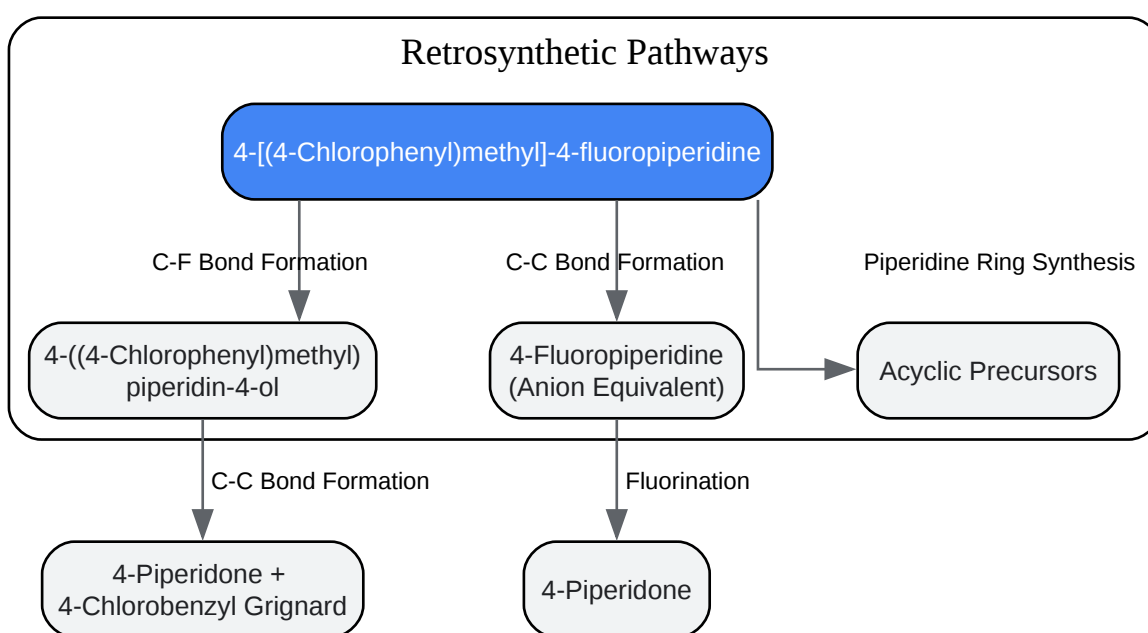 Retrosynthetic Pathways
4-[(4-Chlorophenyl)methyl]-4-fluoropiperidine
C-F Bond Formation
C-C Bond Formation
Piperidine Ring Synthesis
4-((4-Chlorophenyl)methyl)
piperidin-4-ol
4-Fluoropiperidine
(Anion Equivalent)
Acyclic Precursors
C-C Bond Formation
Fluorination
4-Piperidone +
4-Chlorobenzyl Grignard
4-Piperidone